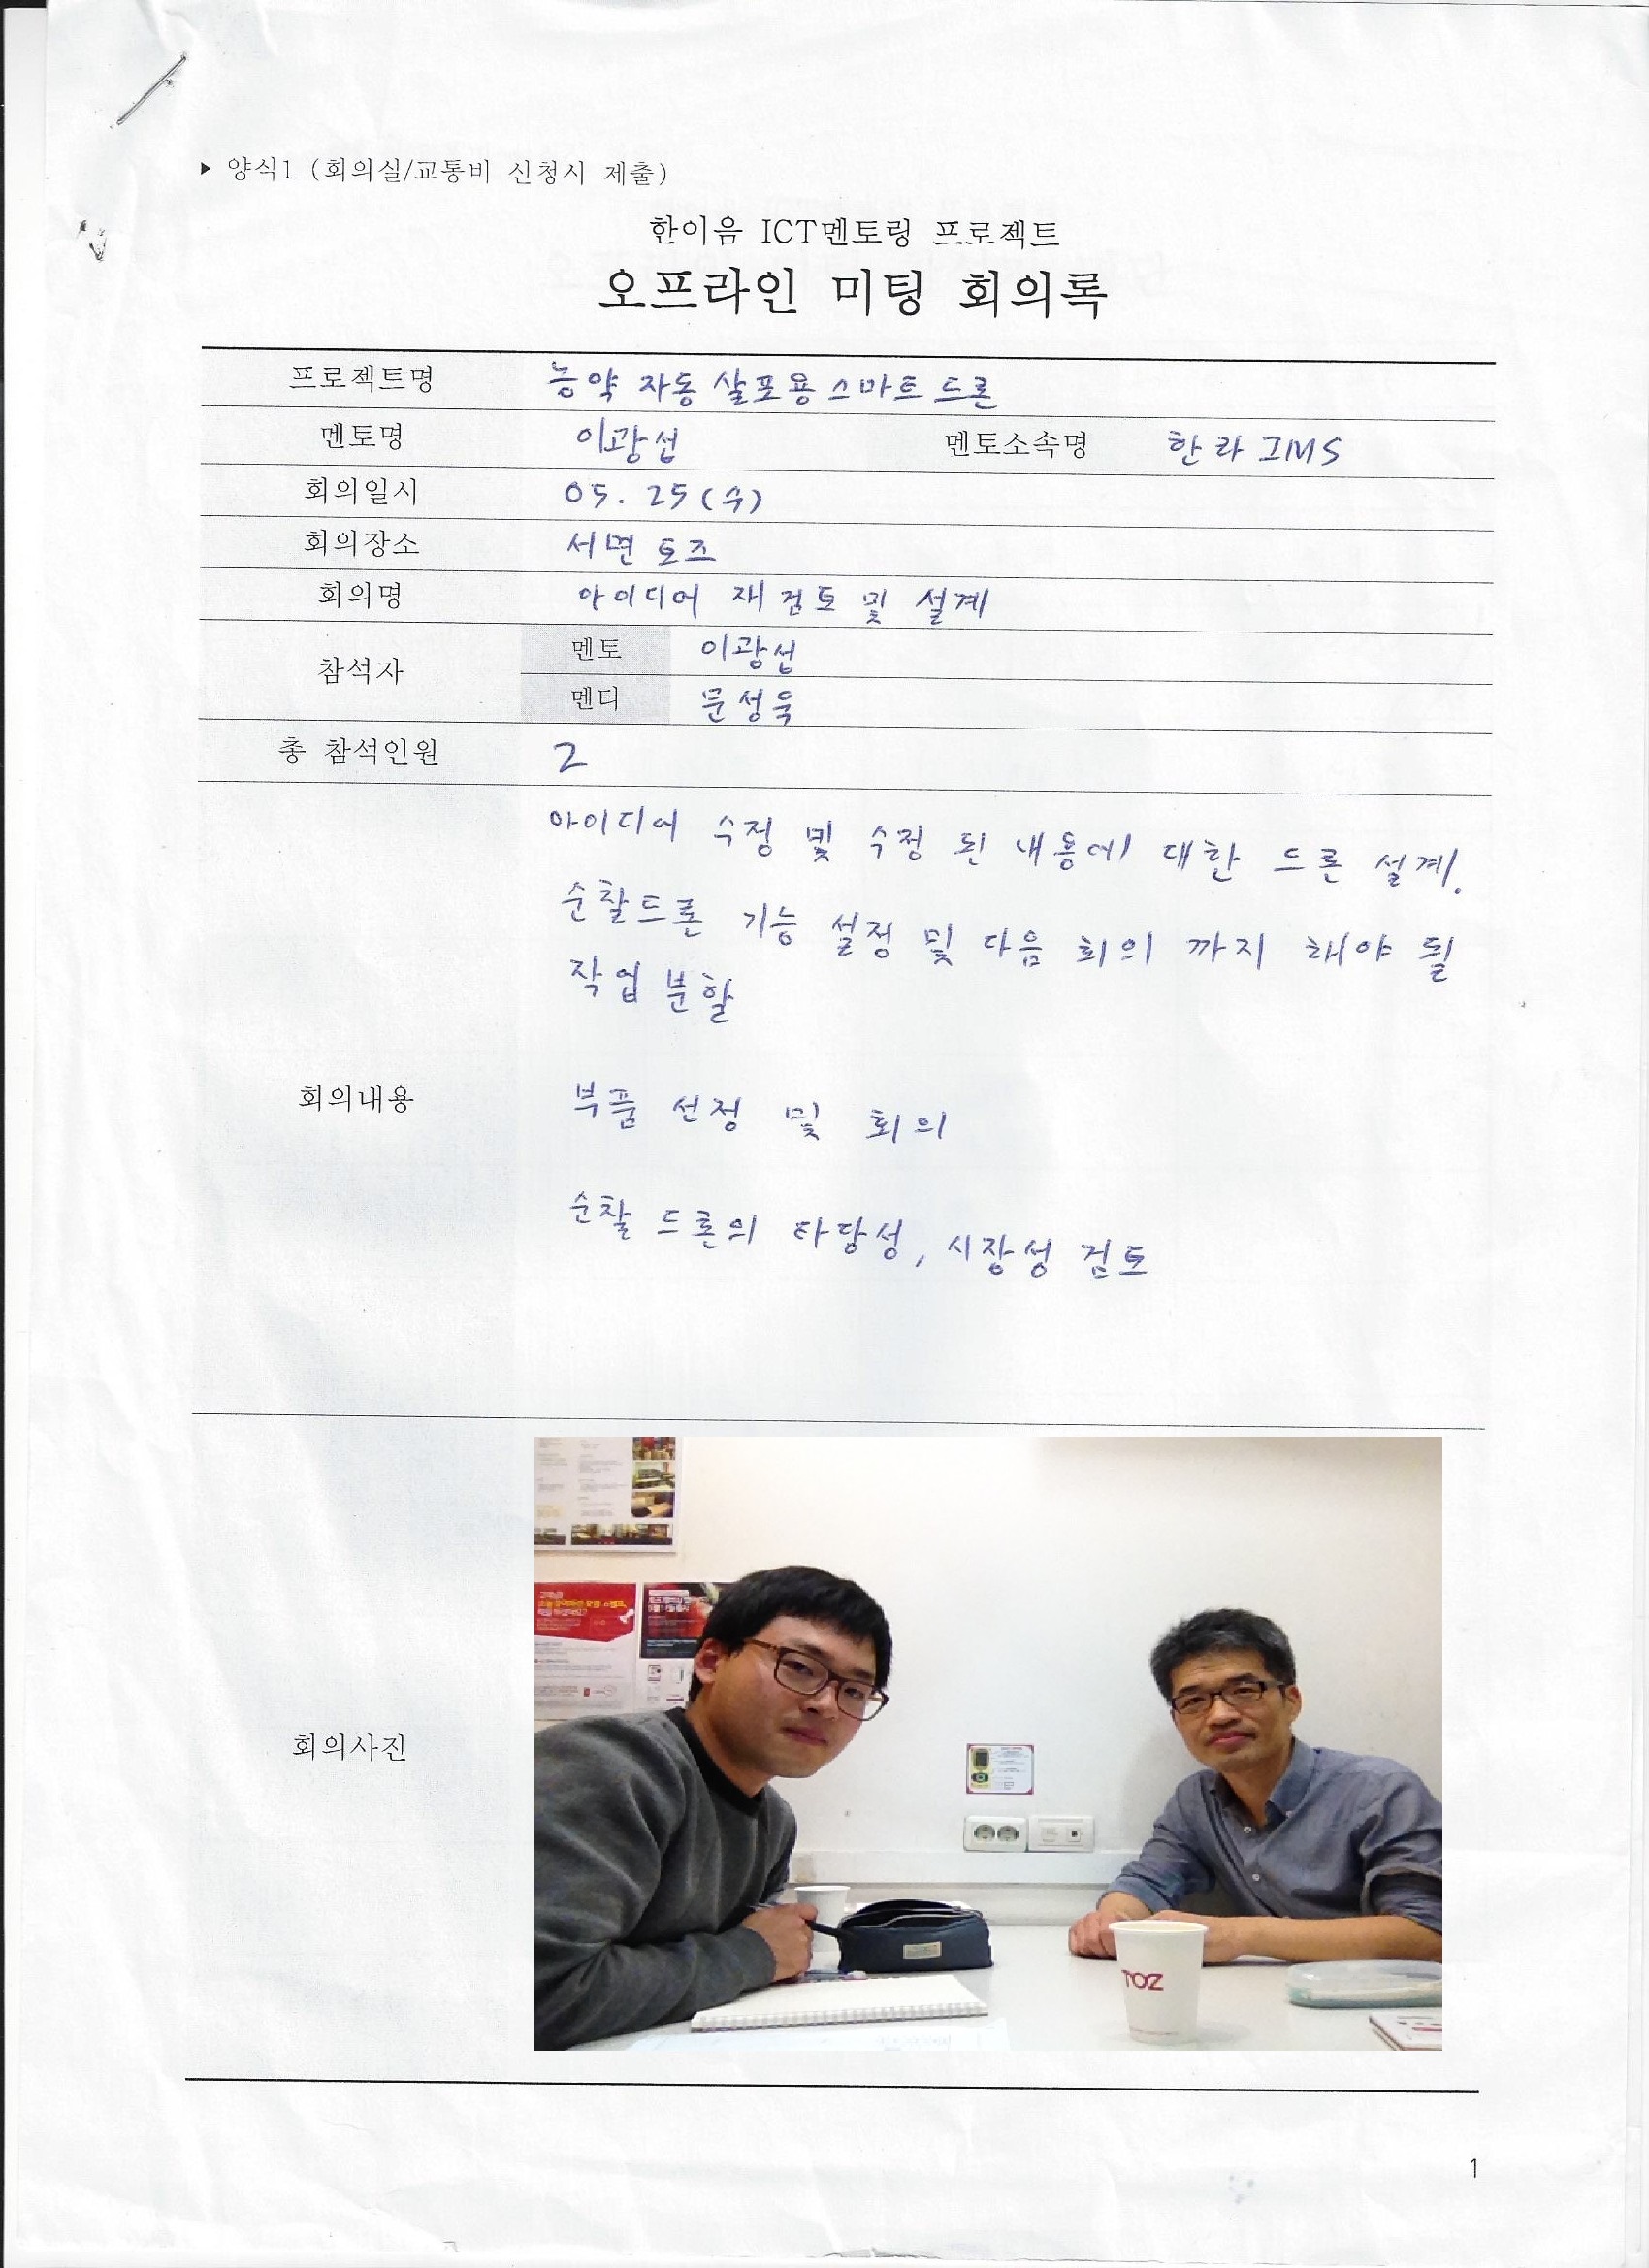 ▶ 양식1 (회의실/교통비 신청시 제출)
한이음 ICT멘토링 프로젝트
오프라인 미팅 회의록
프로젝트명 농약 자동 살포용 스마트 드론
멘토명 이광섭 멘토소속명 한라 IMS
회의일시 05. 25 (수)
회의장소 서면 토즈
회의명 아이디어 재검토 및 설계
참석자
멘토 이광섭
멘티 문성욱
총 참석인원 2
회의내용
아이디어 수정 및 수정 된 내용에 대한 드론 설계.
순찰드론 기능 설정 및 다음 회의 까지 해야 될
작업 분할
부품 선정 및 회의
순찰 드론의 타당성, 시장성 검토
회의사진
TOZ
1